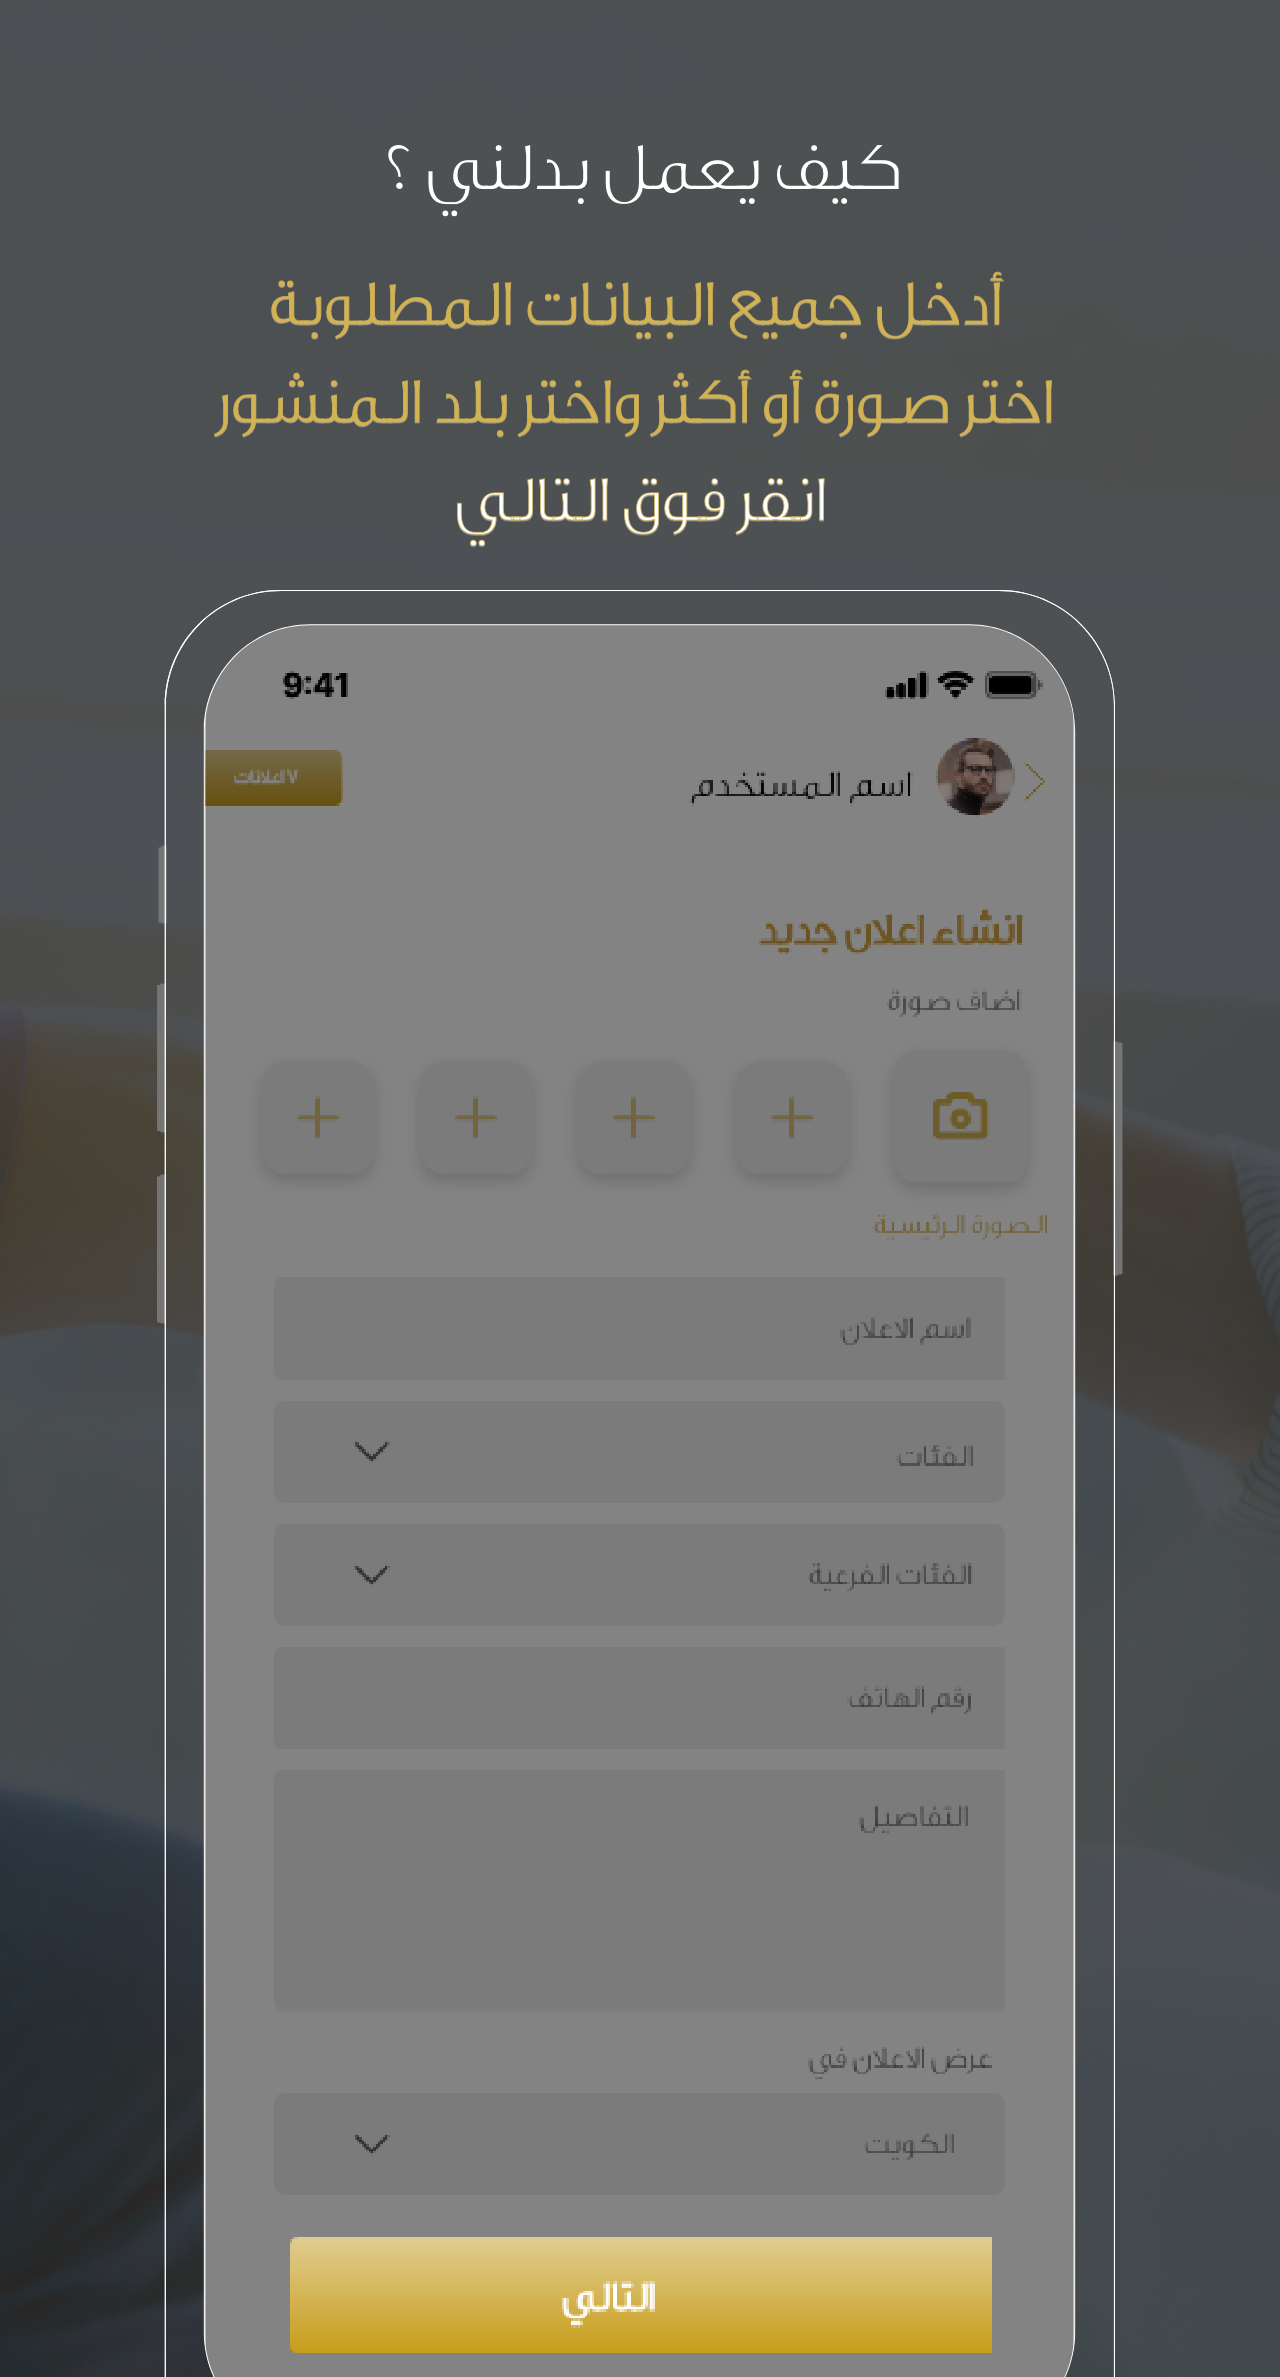 كيف يعمل بدلني ؟
أدخل جميع البيانات المطلوبة
اختر صورة أو أكثر واختر بلد المنشور
انقر فوق التالي
9:41
اسم المستخدم
٧ اعلانات
انشاء اعلان جديد
اضاف صورة
الصورة الرئيسية
اسم الاعلان
الفئات
الفئات الفرعية
رقم الهاتف
التفاصيل
عرض الاعلان في
الكويت
التالي